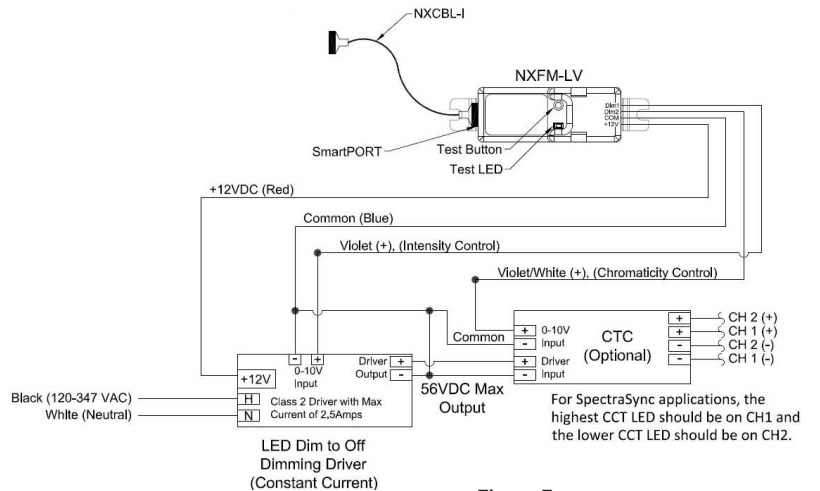 NXCBL-I
NXFM-LV
Dim1
Dim2
COM
+12V
SmartPORT
Test Button
Test LED
+12VDC (Red)
Common (Blue)
Violet (+), (Intensity Control)
Violet/White (+), (Chromaticity Control)
+ 0-10V
- Input
Common
+ Driver
- Input
CTC
(Optional)
+ CH 2 (+)
+ CH 1 (+)
- CH 2 (-)
- CH 1 (-)
- +
0-10V
Input
Driver +
Output -
+12V
56VDC Max
Output
Black (120-347 VAC)
White (Neutral)
H
N
Class 2 Driver with Max
Current of 2.5Amps
LED Dim to Off
Dimming Driver
(Constant Current)
For SpectraSync applications, the
highest CCT LED should be on CH1 and
the lower CCT LED should be on CH2.